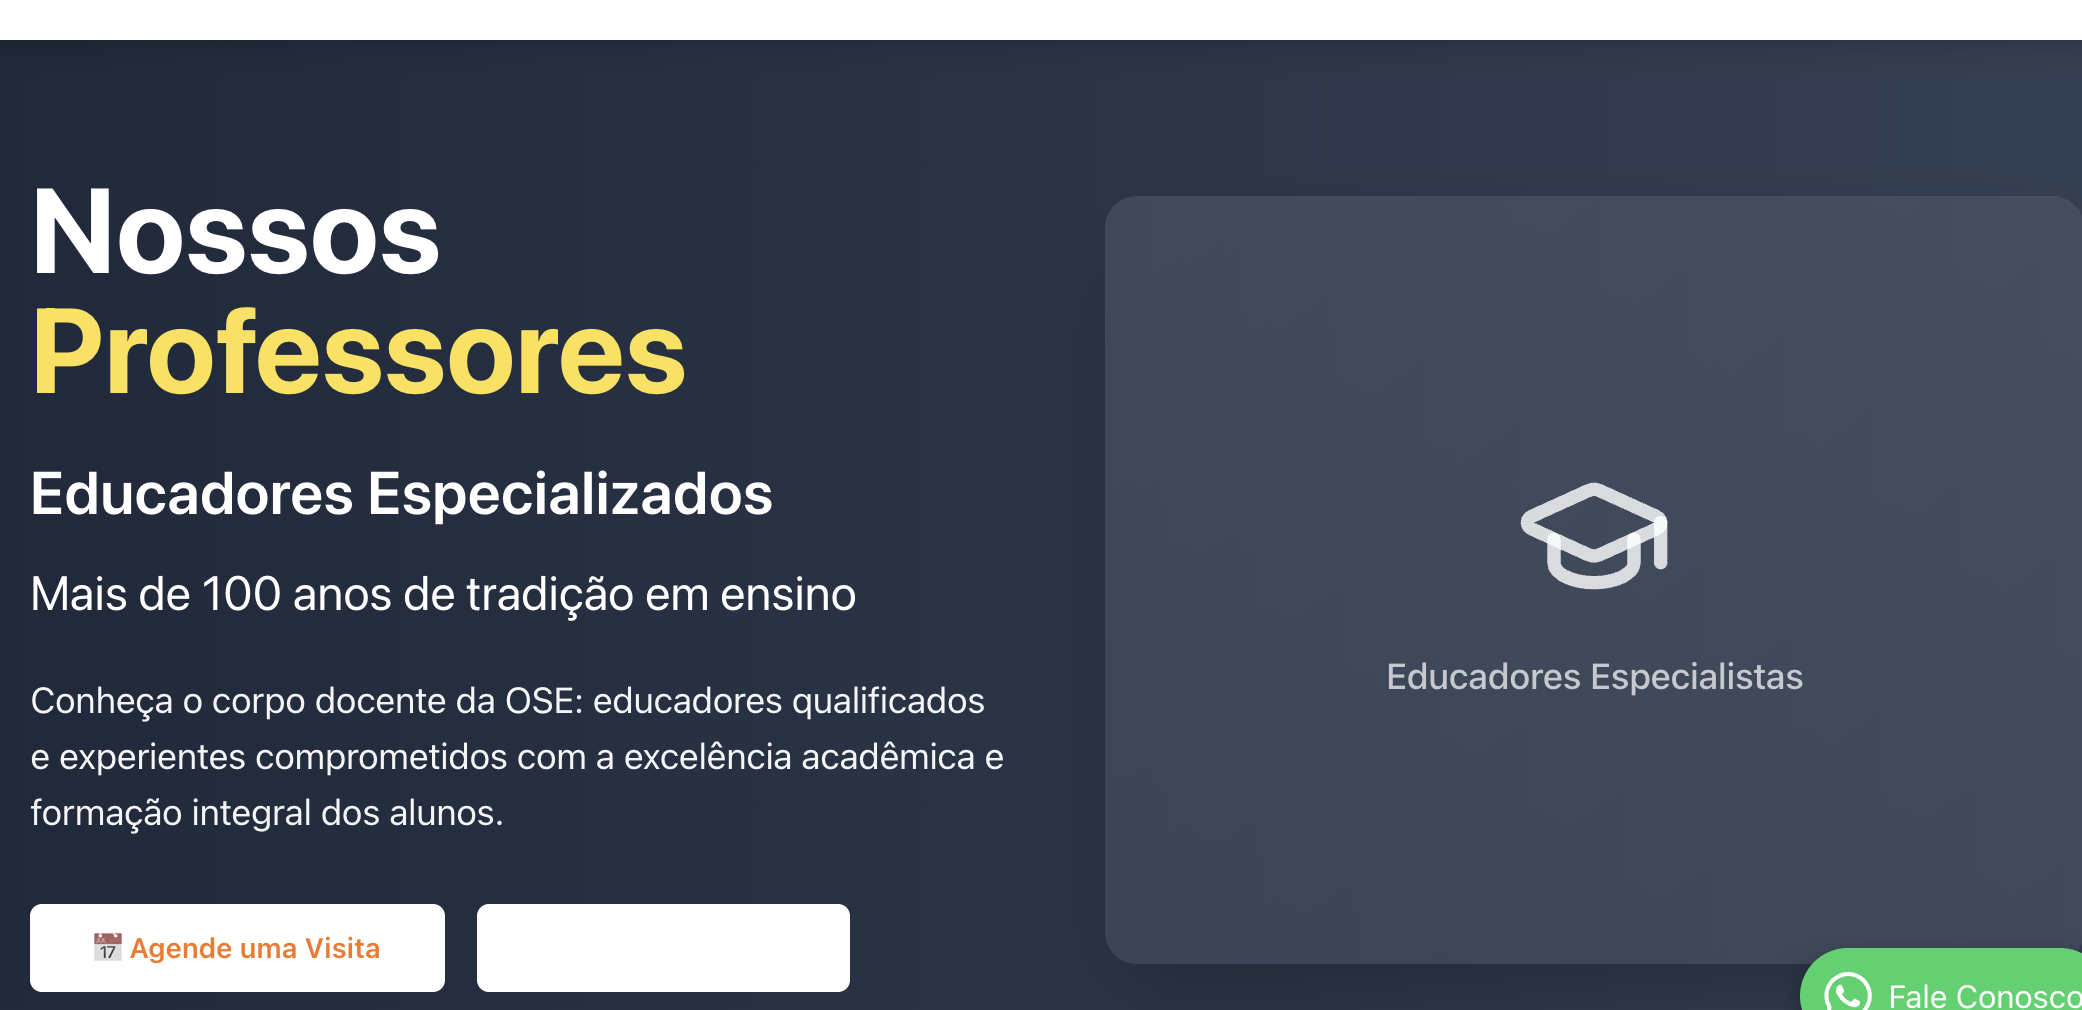 Nossos
Professores
Educadores Especializados
Mais de 100 anos de tradição em ensino
Conheça o corpo docente da OSE: educadores qualificados
e experientes comprometidos com a excelência acadêmica e
formação integral dos alunos.
17 Agende uma Visita
Educadores Especialistas
Fale Conosco